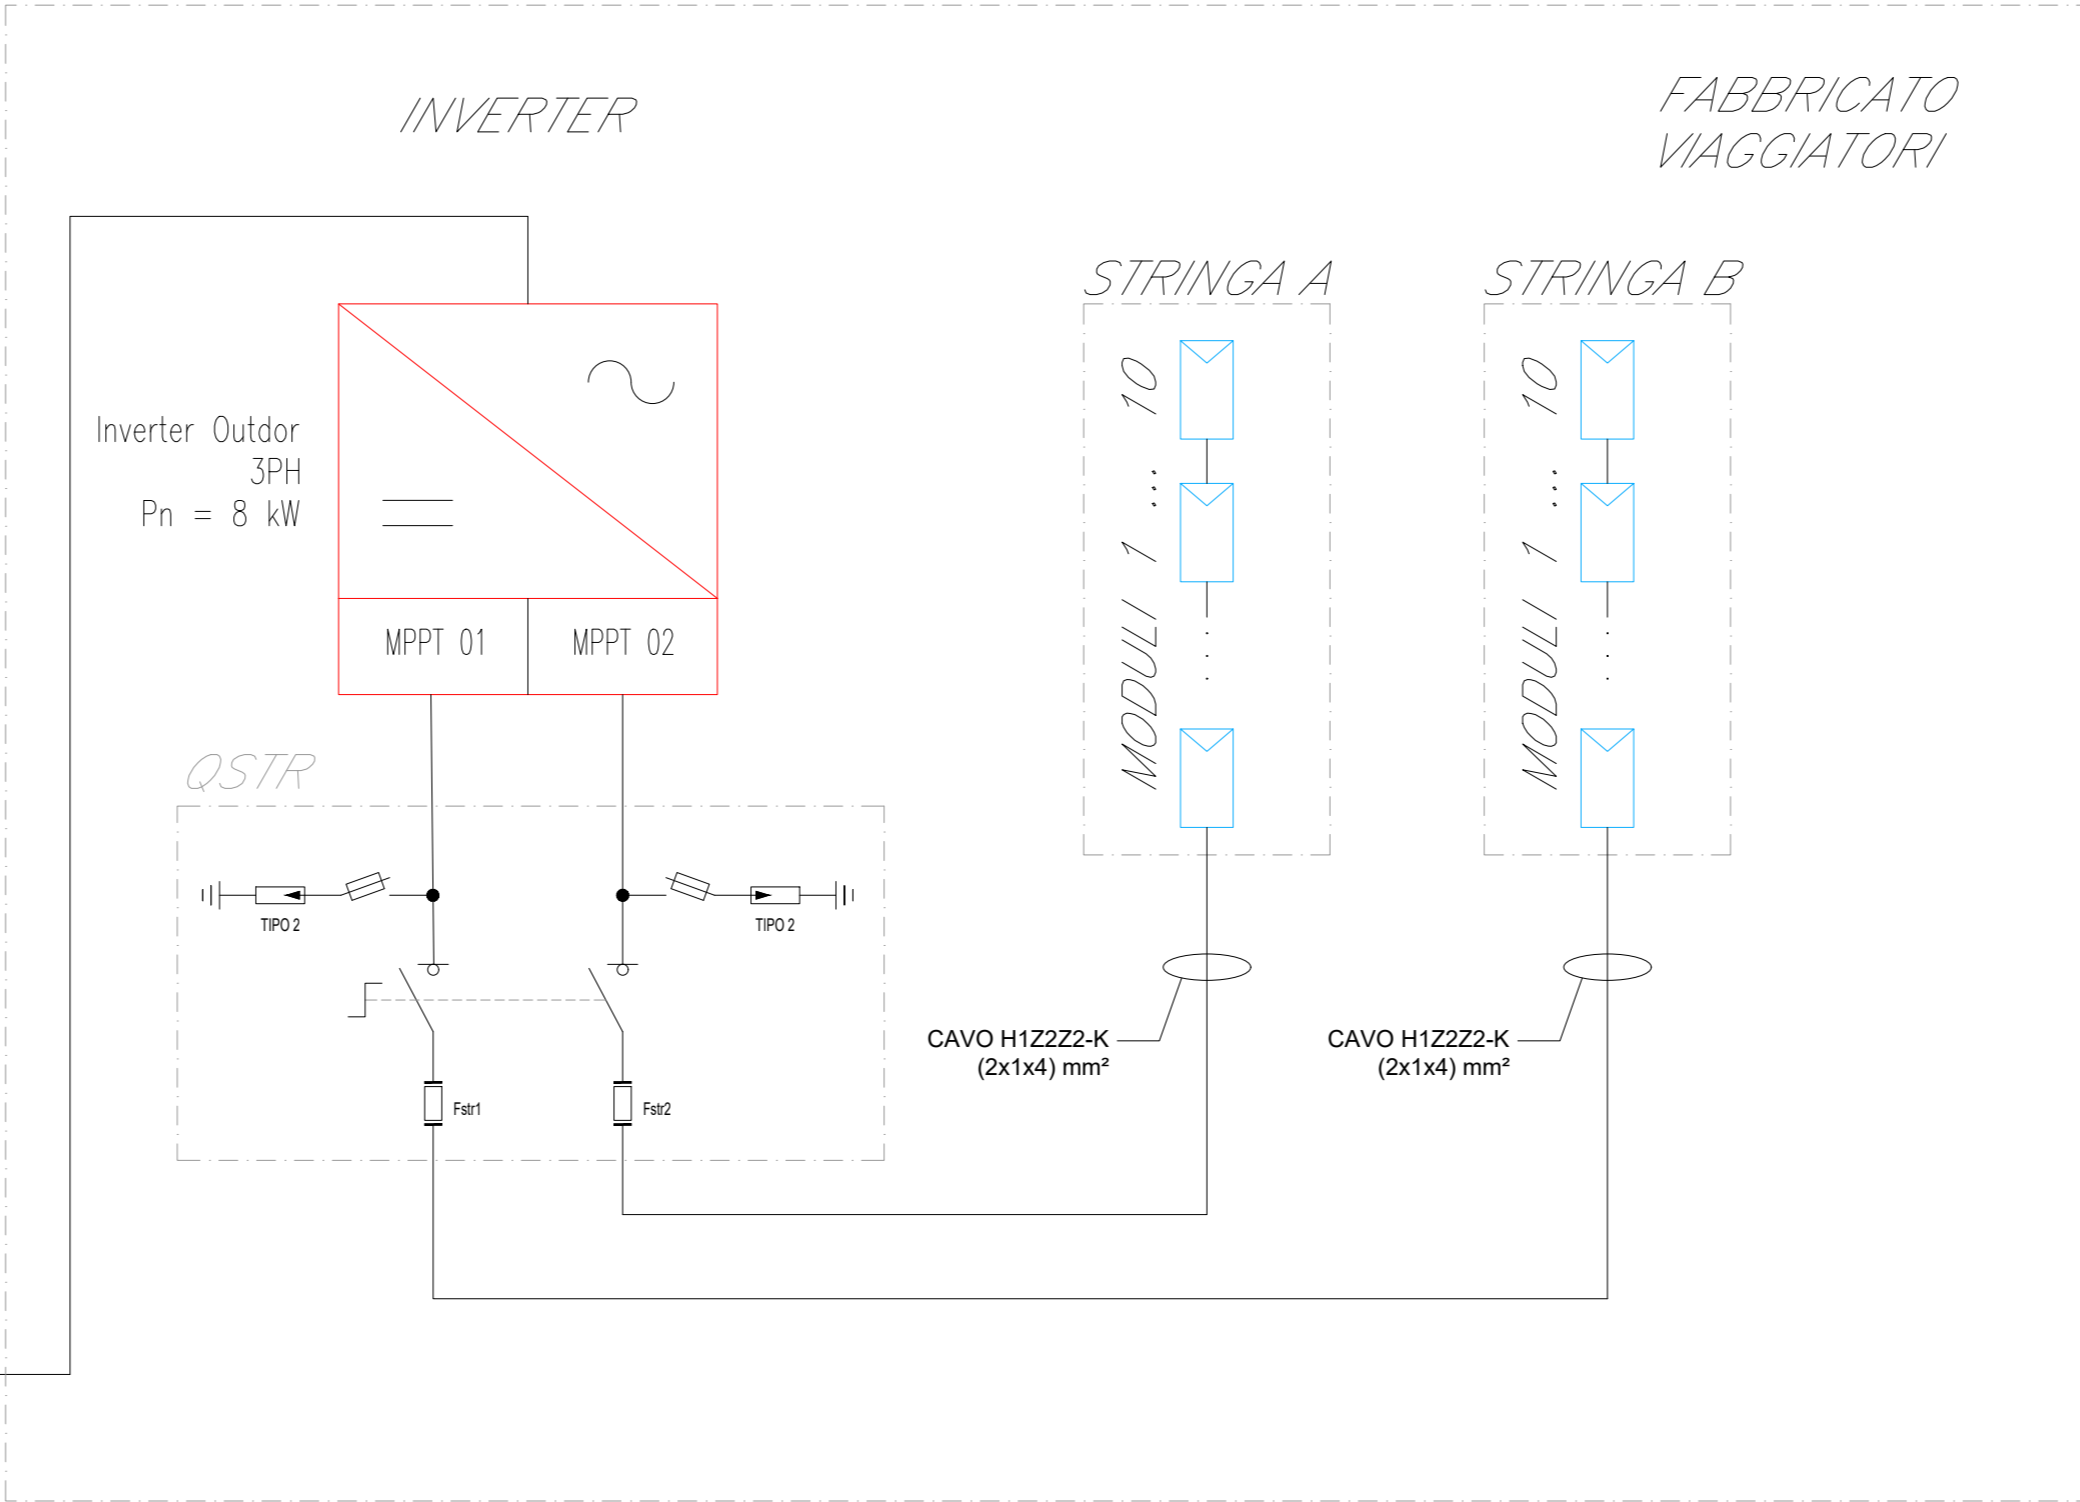 INVERTER
FABBRICATO
VIAGGIATORI
STRINGA A
STRINGA B
Inverter Outdor
3PH
Pn = 8 kW
MODULI 1 ... 10
MODULI 1 ... 10
MPPT 01
MPPT 02
QSTR
TIPO 2
TIPO 2
CAVO H1Z2Z2-K
(2x1x4) mm²
CAVO H1Z2Z2-K
(2x1x4) mm²
Fstr1
Fstr2